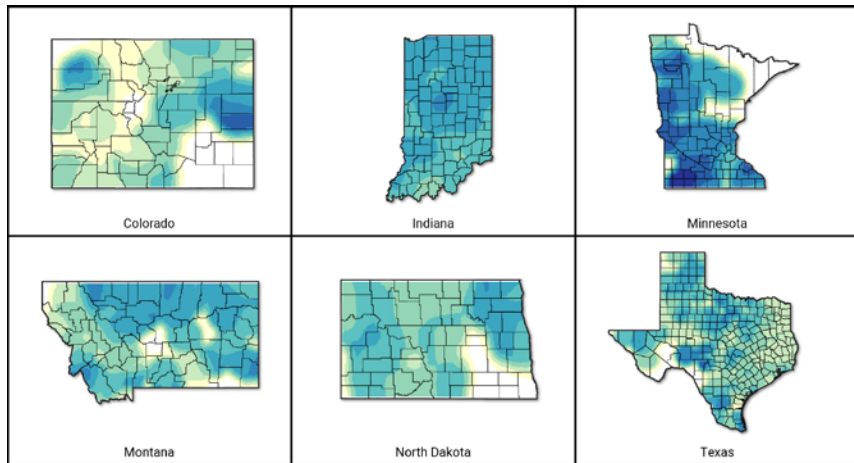 Colorado
Indiana
Minnesota
Montana
North Dakota
Texas